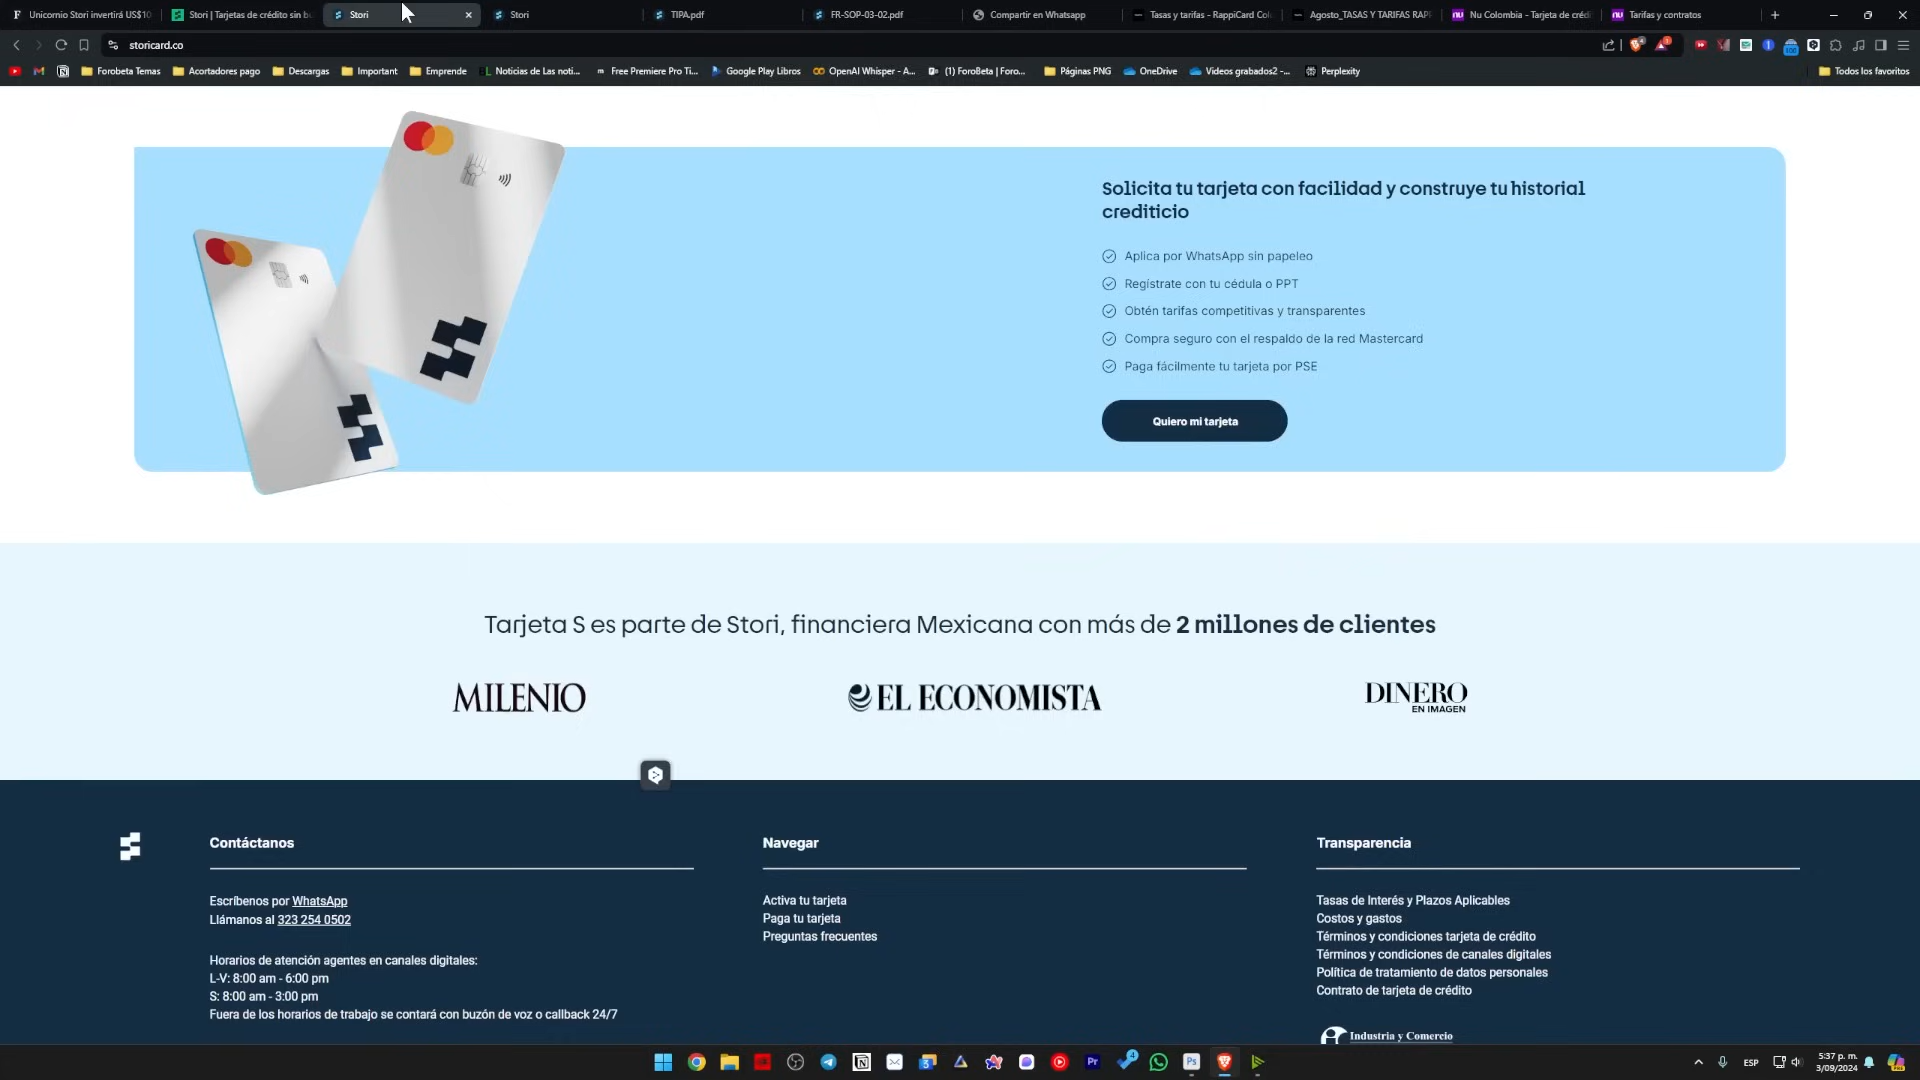 Unicornio Stori invertirá US$10
Stori | Tarjetas de crédito sin bu
Stori
Stori
TIPA.pdf
FR-SOP-03-02.pdf
Compartir en Whatsapp
Tasas y tarifas - RappiCard Col
Agosto_TASAS Y TARIFAS RAPP
Nu Colombia - Tarjeta de crédi
Tarifas y contratos
storicard.co
Forobeta Temas
Acortadores pago
Descargas
Important
Emprende
Noticias de Las noti...
Free Premiere Pro Ti...
Google Play Libros
OpenAI Whisper - A...
(1) ForoBeta | Foro...
Páginas PNG
OneDrive
Videos grabados2 -...
Perplexity
Todos los favoritos
Solicita tu tarjeta con facilidad y construye tu historial
crediticio
Aplica por WhatsApp sin papeleo
Regístrate con tu cédula o PPT
Obtén tarifas competitivas y transparentes
Compra seguro con el respaldo de la red Mastercard
Paga fácilmente tu tarjeta por PSE
Quiero mi tarjeta
Tarjeta S es parte de Stori, financiera Mexicana con más de 2 millones de clientes
MILENIO
EL ECONOMISTA
DINERO
EN IMAGEN
Contáctanos
Escríbenos por WhatsApp
Llámanos al 323 254 0502
Horarios de atención agentes en canales digitales:
L-V: 8:00 am - 6:00 pm
S: 8:00 am - 3:00 pm
Fuera de los horarios de trabajo se contará con buzón de voz o callback 24/7
Navegar
Activa tu tarjeta
Paga tu tarjeta
Preguntas frecuentes
Transparencia
Tasas de Interés y Plazos Aplicables
Costos y gastos
Términos y condiciones tarjeta de crédito
Términos y condiciones de canales digitales
Política de tratamiento de datos personales
Contrato de tarjeta de crédito
Industria y Comercio
ESP
5:37 p. m.
3/09/2024